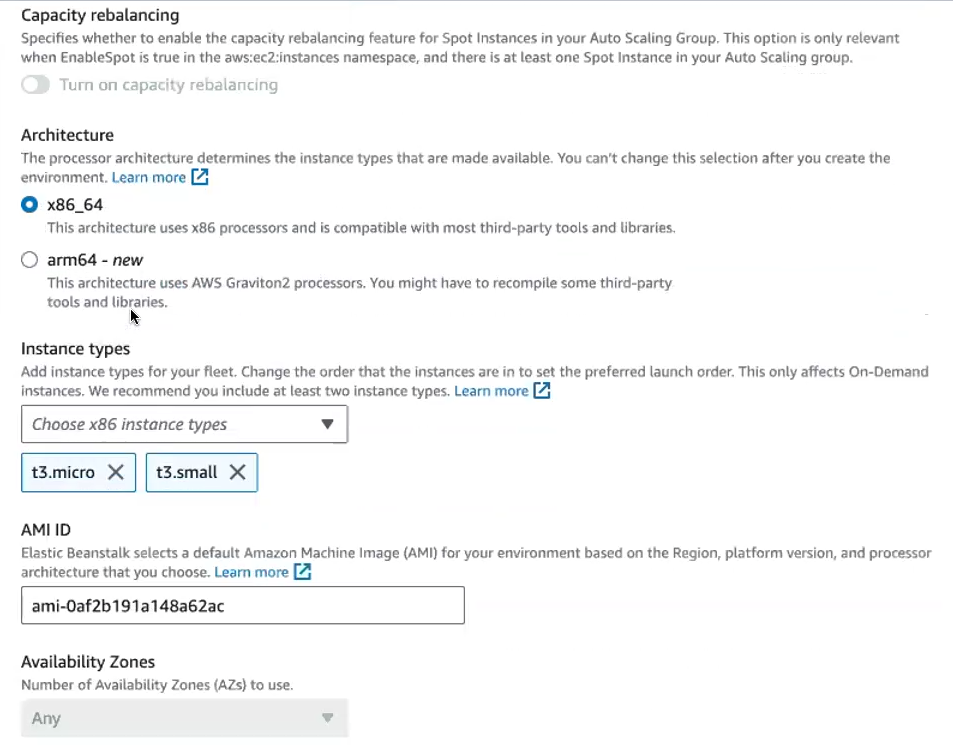 Capacity rebalancing
Specifies whether to enable the capacity rebalancing feature for Spot Instances in your Auto Scaling Group. This option is only relevant
when EnableSpot is true in the aws:ec2:instances namespace, and there is at least one Spot Instance in your Auto Scaling group.
Turn on capacity rebalancing
Architecture
The processor architecture determines the instance types that are made available. You can't change this selection after you create the
environment. Learn more
x86_64
This architecture uses x86 processors and is compatible with most third-party tools and libraries.
arm64 - new
This architecture uses AWS Graviton2 processors. You might have to recompile some third-party
tools and libraries.
Instance types
Add instance types for your fleet. Change the order that the instances are in to set the preferred launch order. This only affects On-Demand
instances. We recommend you include at least two instance types. Learn more
Choose x86 instance types
t3.micro t3.small
AMI ID
Elastic Beanstalk selects a default Amazon Machine Image (AMI) for your environment based on the Region, platform version, and processor
architecture that you choose. Learn more
ami-0af2b191a148a62ac
Availability Zones
Number of Availability Zones (AZs) to use.
Any